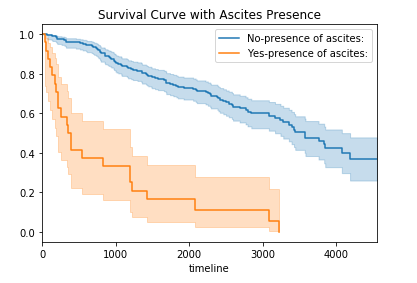 Survival Curve with Ascites Presence
1.0
0.8
0.6
0.4
0.2
0.0
No-presence of ascites:
Yes-presence of ascites:
0 1000 2000 3000 4000
timeline